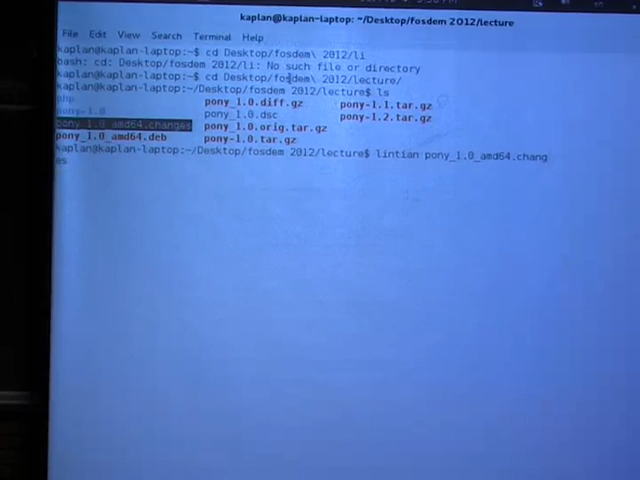 kaplan@kaplan-laptop: ~/Desktop/fosdem 2012/lecture
File Edit View Search Terminal Help
kaplan@kaplan-laptop:~$ cd Desktop/fosdem\ 2012/li
bash: cd: Desktop/fosdem 2012/li: No such file or directory
kaplan@kaplan-laptop:~$ cd Desktop/fosdem\ 2012/lecture/
kaplan@kaplan-laptop:~/Desktop/fosdem 2012/lecture$ ls
php pony_1.0.diff.gz pony-1.1.tar.gz
pony-1.0 pony_1.0.dsc pony-1.2.tar.gz
pony_1.0_amd64.changes pony_1.0.orig.tar.gz
pony_1.0_amd64.deb pony-1.0.tar.gz
kaplan@kaplan-laptop:~/Desktop/fosdem 2012/lecture$ lintian pony_1.0_amd64.chang
es